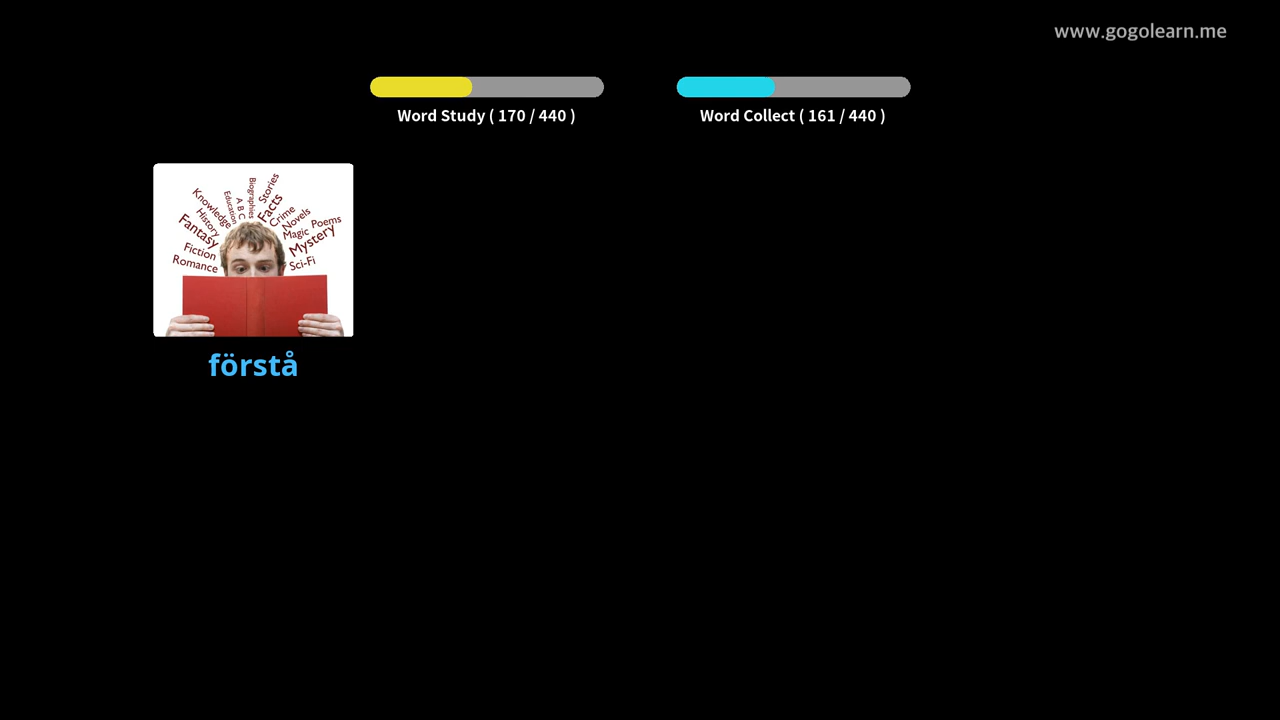 www.gogolearn.me
Word Study ( 170 / 440 )
Word Collect ( 161 / 440 )
Knowledge
History
Fantasy
Fiction
Romance
Education
A B C
Biographies
Stories
Facts
Crime
Novels
Magic
Poems
Mystery
Sci-Fi
förstå